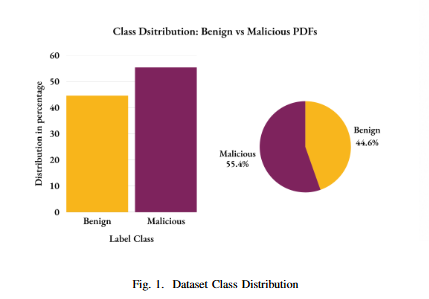 Class Dsitribution: Benign vs Malicious PDFs
Distribution in percentage
60
50
40
30
20
10
0
Benign
Malicious
Label Class
Benign
44.6%
Malicious
55.4%
Fig. 1. Dataset Class Distribution